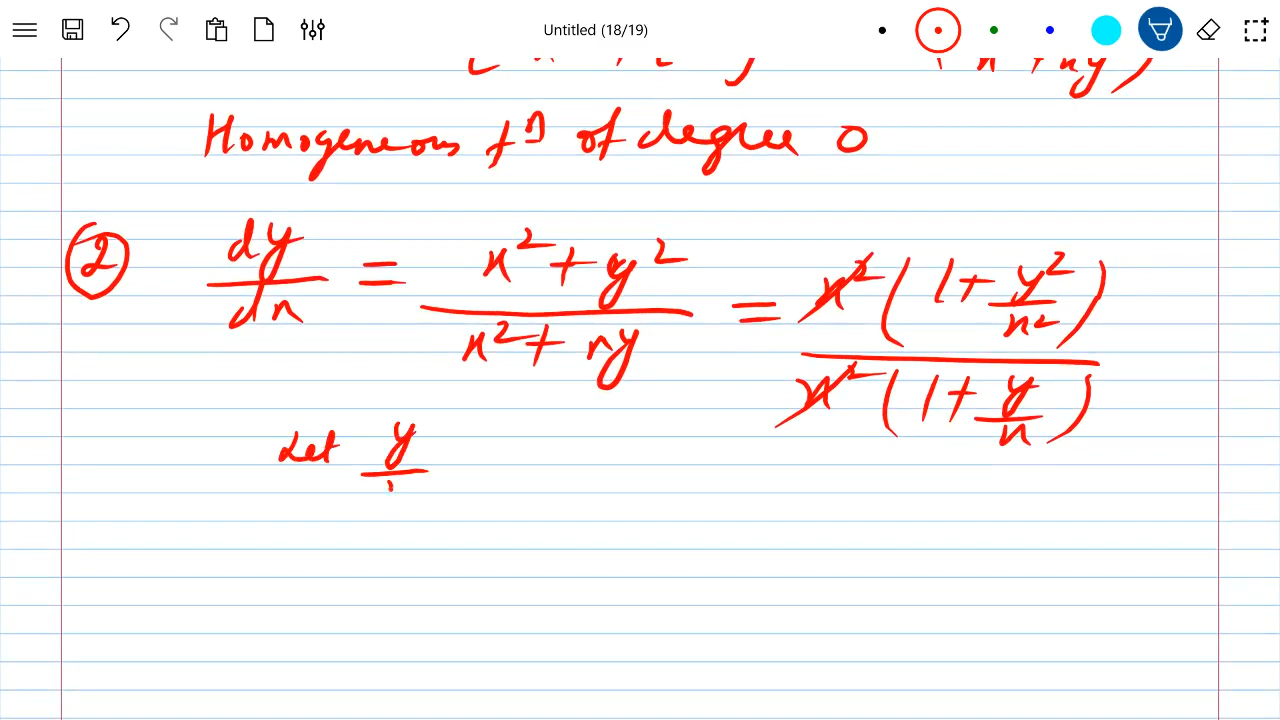 Untitled (18/19)
Homogeneous fⁿ of degree 0
② dy/dx = (x² + y²)/(x² + xy) = x²(1 + y²/x²)/x²(1 + y/x)
Let y